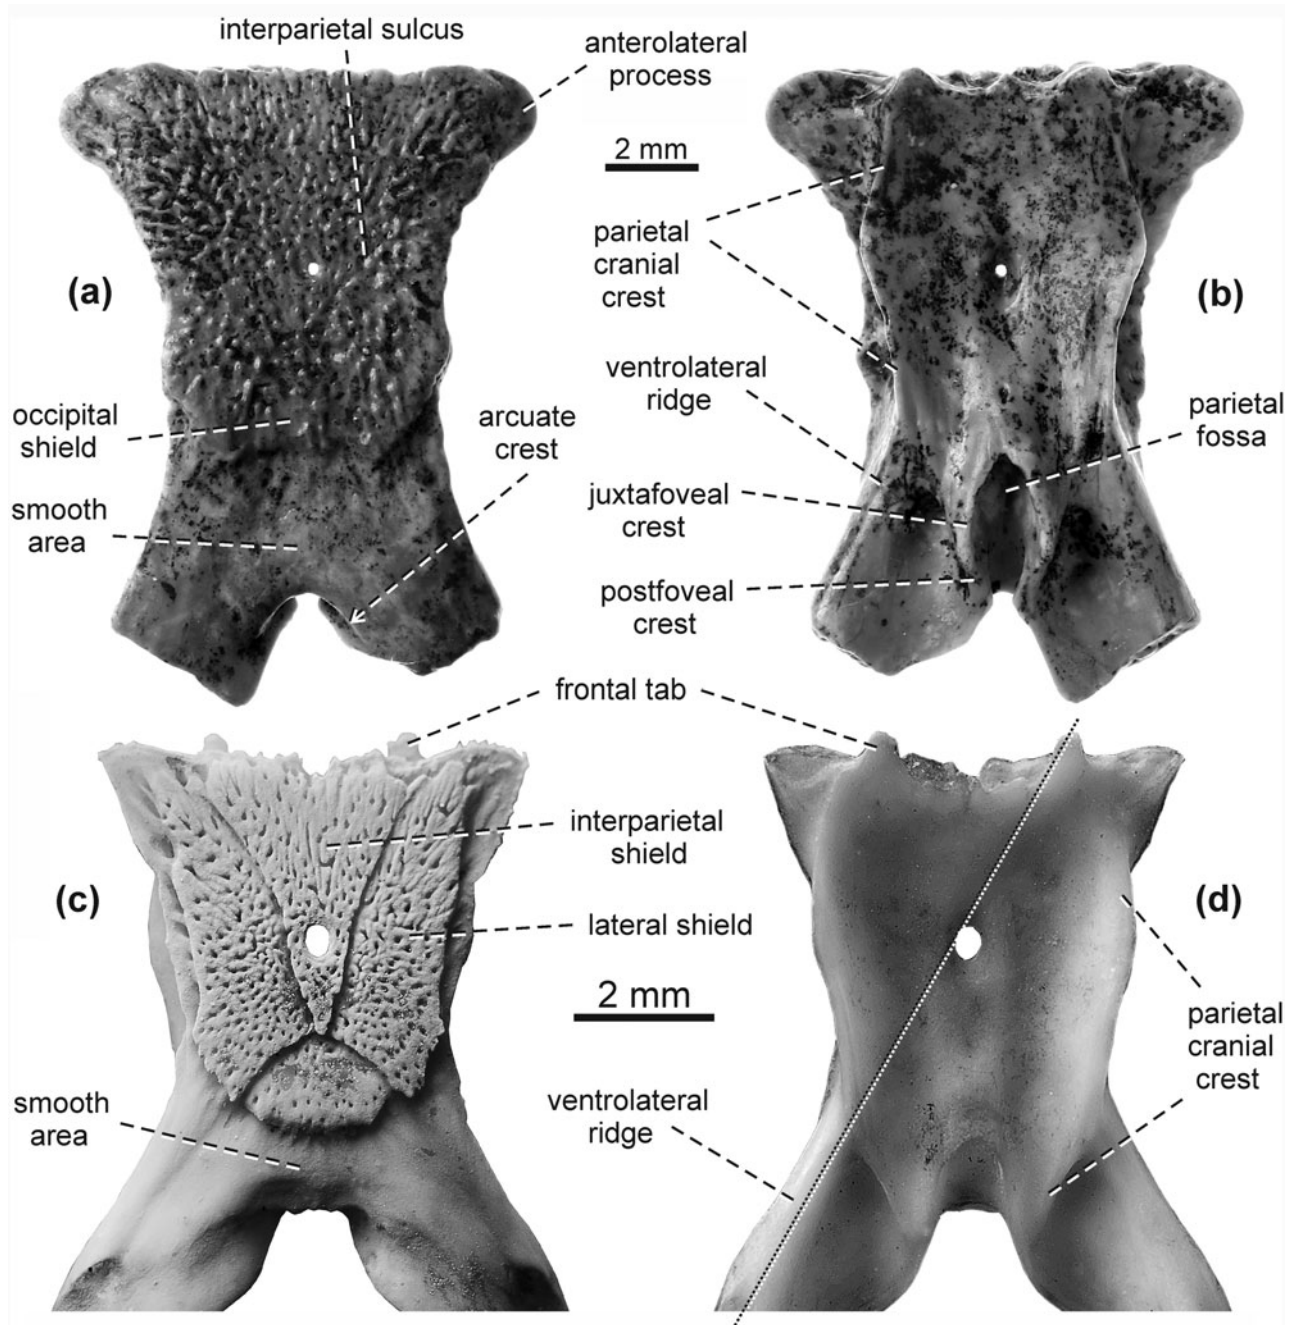 interparietal sulcus
anterolateral
process
2 mm
(a)
parietal
cranial
crest
(b)
ventrolateral
ridge
occipital
shield
arcuate
crest
parietal
fossa
smooth
area
juxtafoveal
crest
postfoveal
crest
frontal tab
interparietal
shield
(c)
lateral shield
(d)
2 mm
parietal
cranial
crest
smooth
area
ventrolateral
ridge